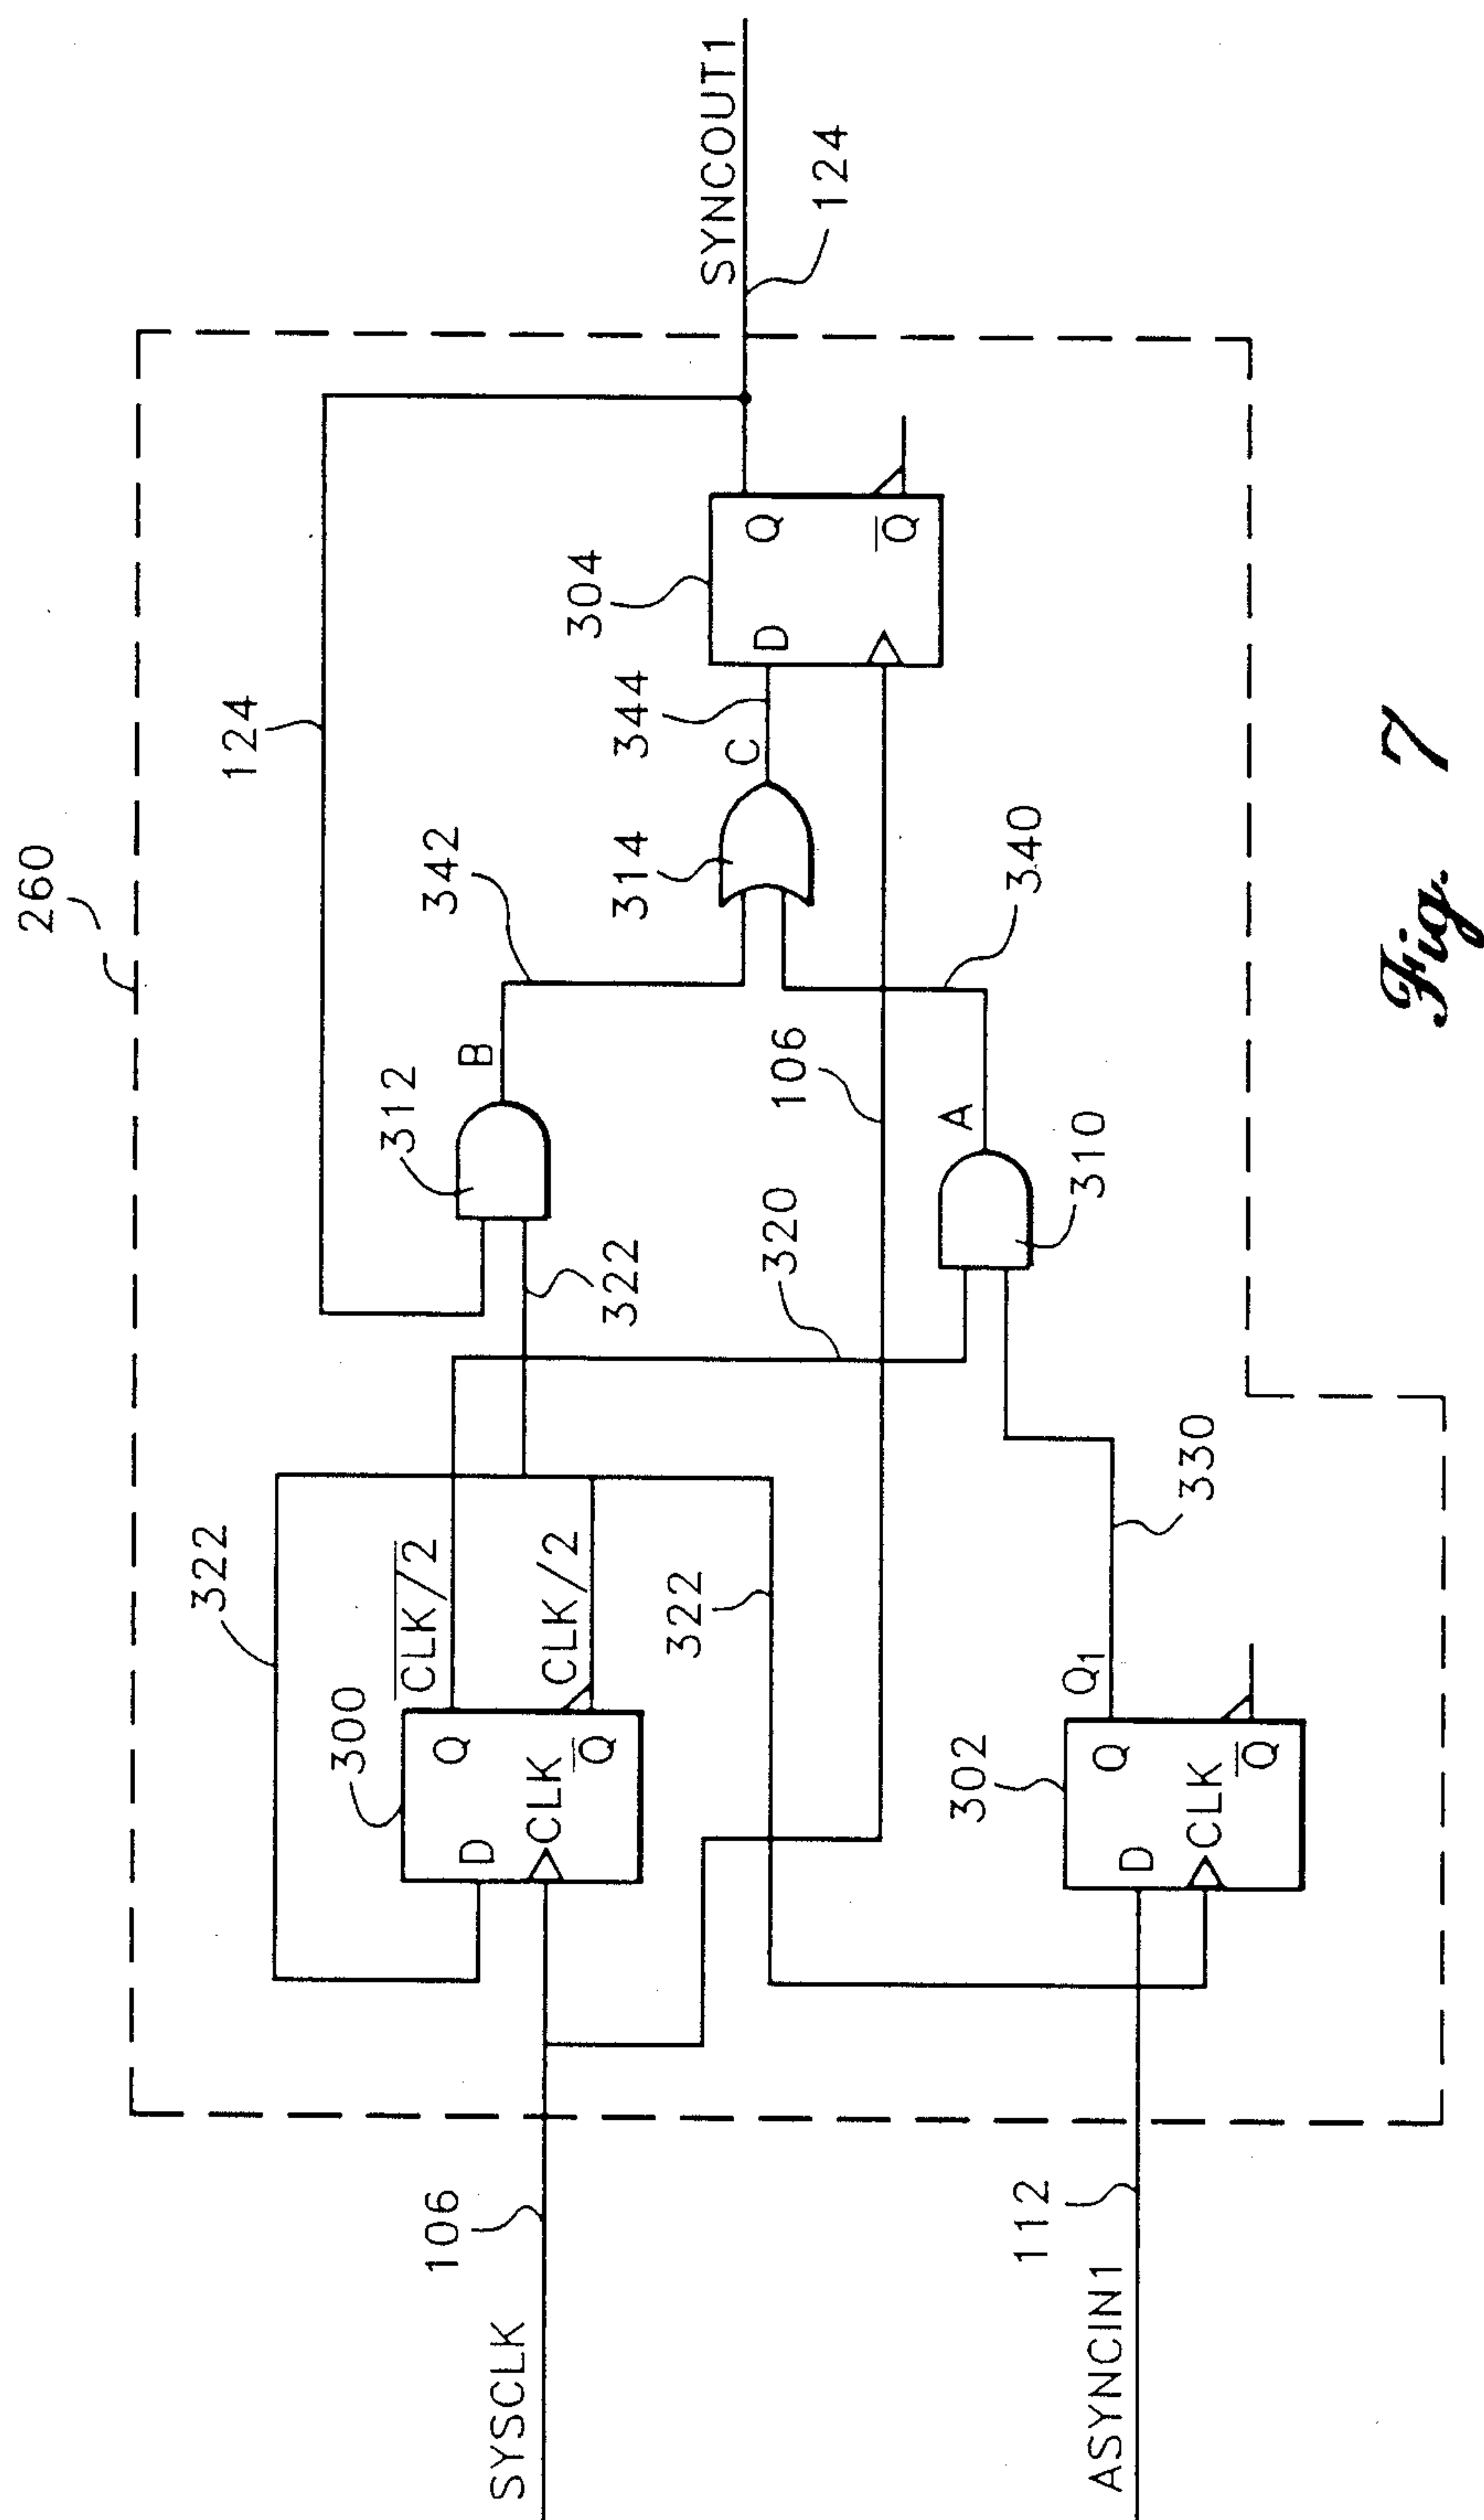 260
124
SYNCOUT1
124
322
342
304
312
B
314
344
C
D
Q
Q̅
300
C̅L̅K̅/̅2̅
Q
D
CLK
Q̅
CLK/2
322
322
320
106
340
A
310
106
SYSCLK
302
Q1
330
Q
D
CLK
Q̅
112
ASYNCIN1
Fig. 7